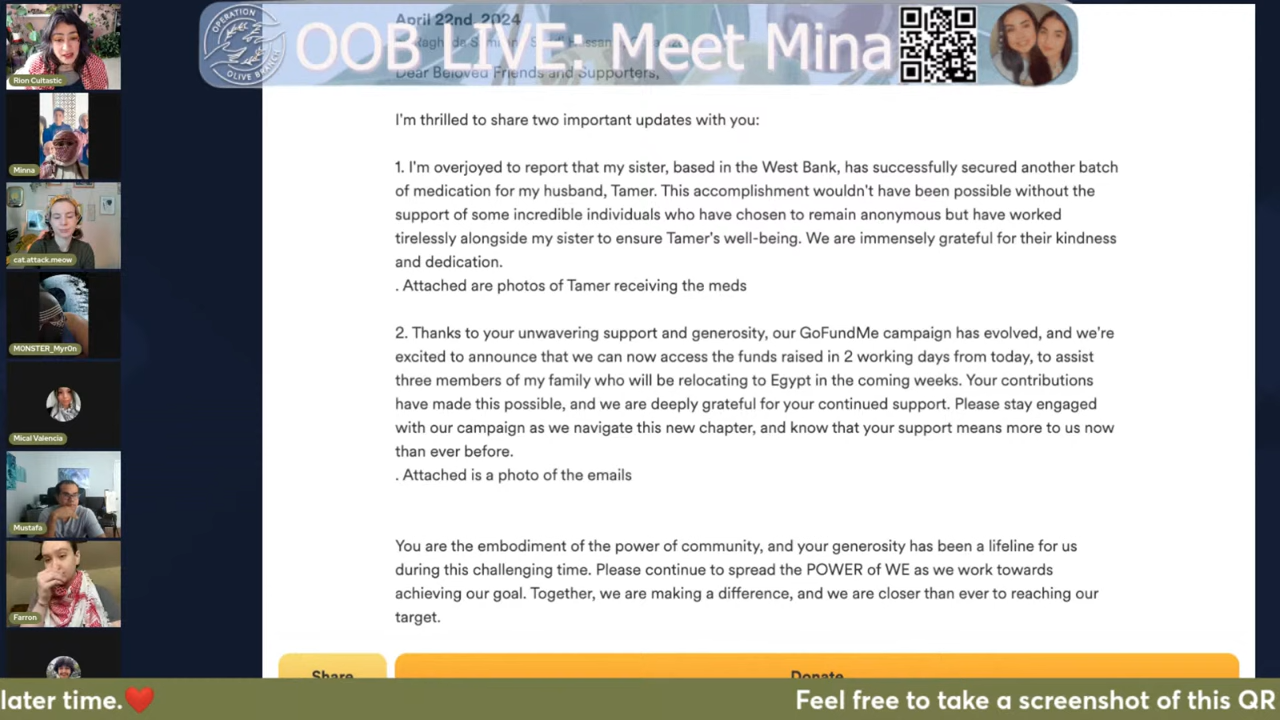 April 22nd, 2024
OPERATION
OLIVE BRANCH
OOB LIVE: Meet Mina
Dear Beloved Friends and Supporters,
I'm thrilled to share two important updates with you:
1. I'm overjoyed to report that my sister, based in the West Bank, has successfully secured another batch
of medication for my husband, Tamer. This accomplishment wouldn't have been possible without the
support of some incredible individuals who have chosen to remain anonymous but have worked
tirelessly alongside my sister to ensure Tamer's well-being. We are immensely grateful for their kindness
and dedication.
. Attached are photos of Tamer receiving the meds
2. Thanks to your unwavering support and generosity, our GoFundMe campaign has evolved, and we're
excited to announce that we can now access the funds raised in 2 working days from today, to assist
three members of my family who will be relocating to Egypt in the coming weeks. Your contributions
have made this possible, and we are deeply grateful for your continued support. Please stay engaged
with our campaign as we navigate this new chapter, and know that your support means more to us now
than ever before.
. Attached is a photo of the emails
You are the embodiment of the power of community, and your generosity has been a lifeline for us
during this challenging time. Please continue to spread the POWER of WE as we work towards
achieving our goal. Together, we are making a difference, and we are closer than ever to reaching our
target.
Share
Donate
Rion Cultastic
Minna
cat.attack.meow
M0NSTER_Myr0n
Mical Valencia
Mustafa
Farron
later time.❤️
Feel free to take a screenshot of this QR